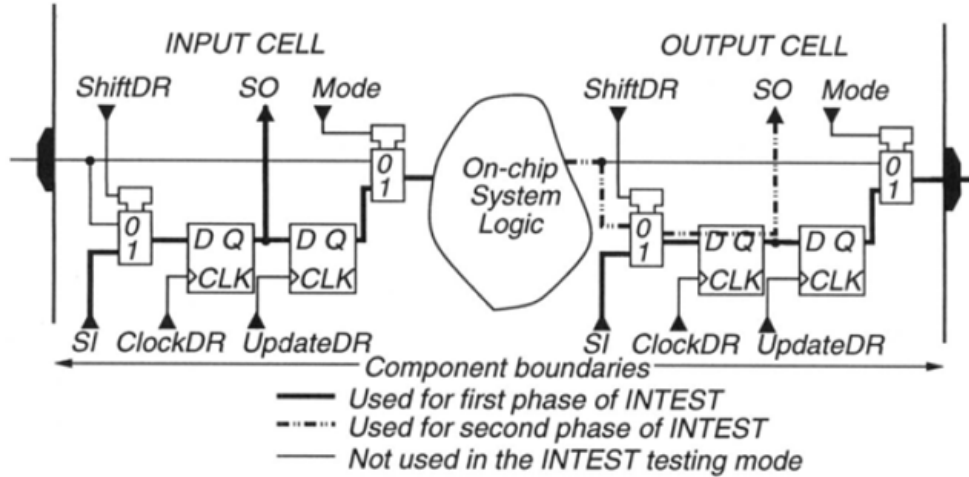 INPUT CELL OUTPUT CELL
ShiftDR SO Mode ShiftDR SO Mode
0 0
1 On-chip 1
System
Logic
0 0
1 D Q D Q 1 D Q D Q
CLK CLK CLK CLK
SI ClockDR UpdateDR SI ClockDR UpdateDR
Component boundaries
Used for first phase of INTEST
Used for second phase of INTEST
Not used in the INTEST testing mode